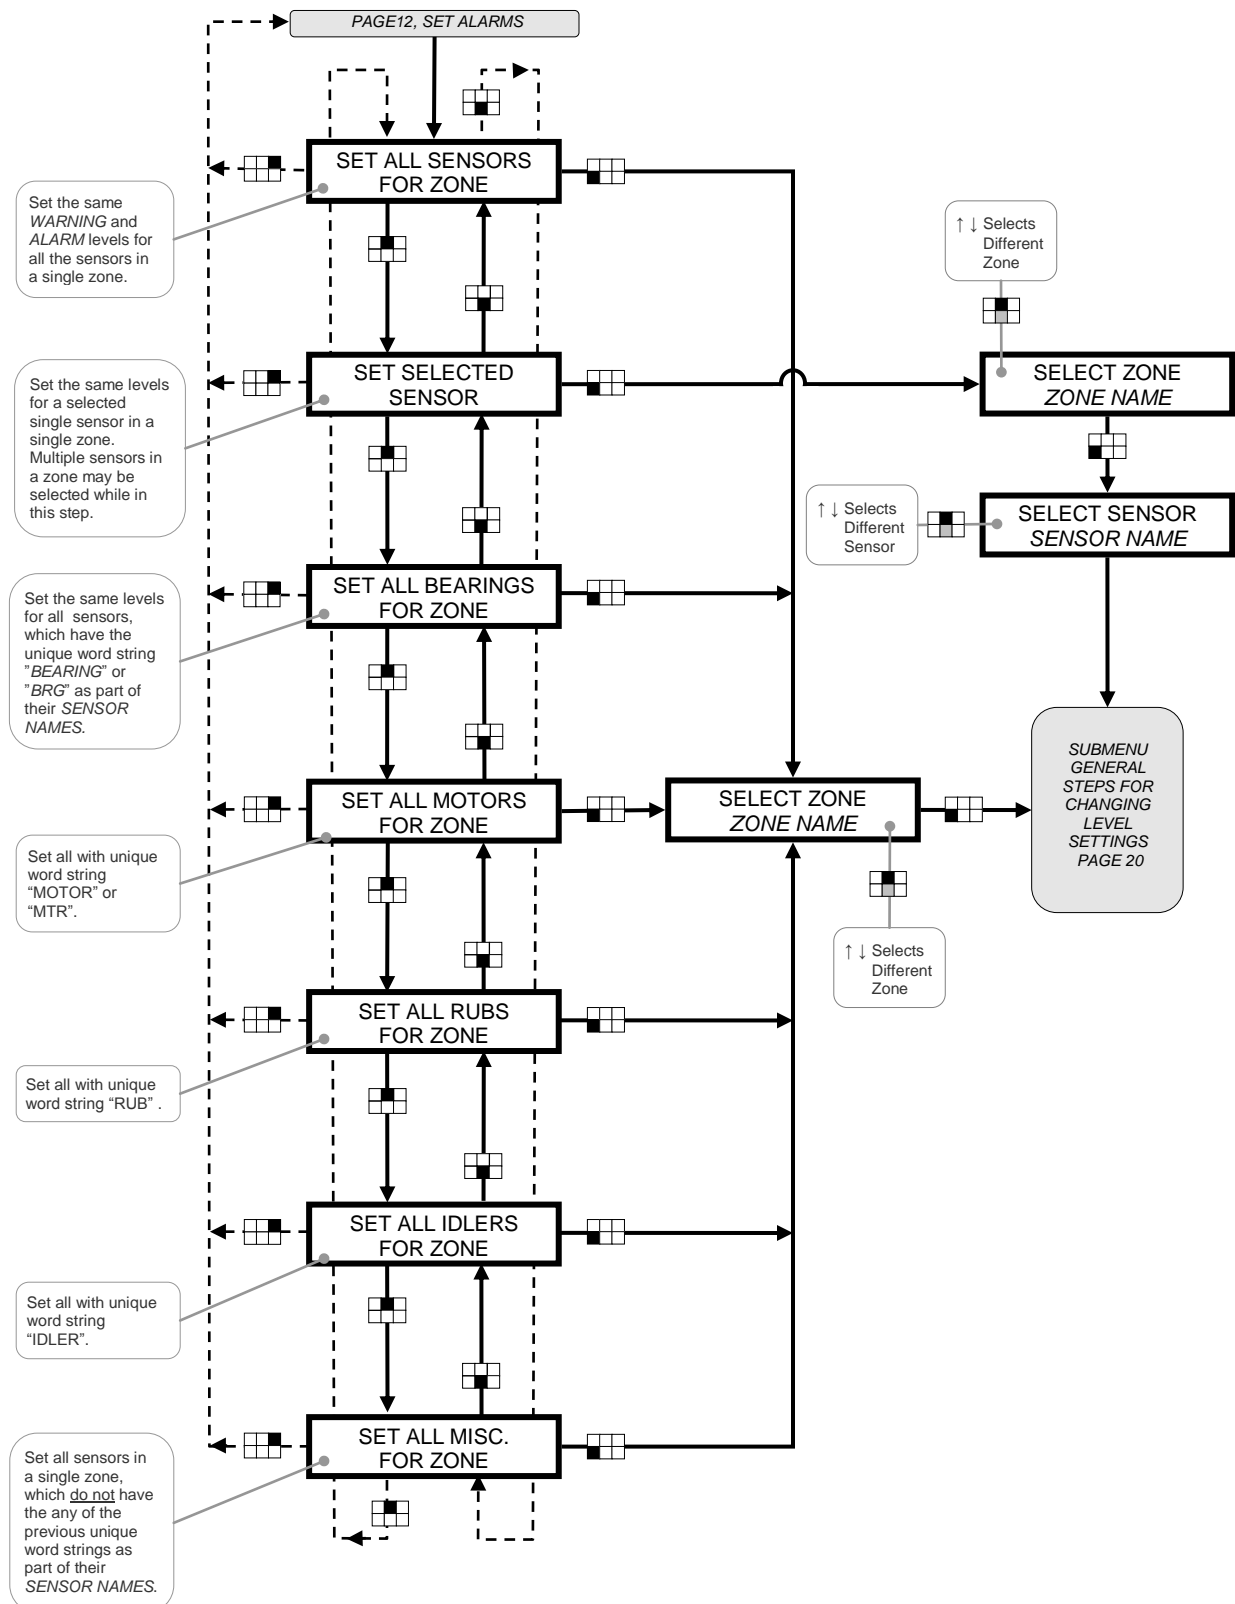 PAGE12, SET ALARMS
SET ALL SENSORS
FOR ZONE
Set the same
WARNING and
ALARM levels for
all the sensors in
a single zone.
↑↓ Selects
Different
Zone
SET SELECTED
SENSOR
SELECT ZONE
ZONE NAME
Set the same levels
for a selected
single sensor in a
single zone.
Multiple sensors in
a zone may be
selected while in
this step.
↑↓ Selects
Different
Sensor
SELECT SENSOR
SENSOR NAME
SET ALL BEARINGS
FOR ZONE
Set the same levels
for all sensors,
which have the
unique word string
"BEARING" or
"BRG" as part of
their SENSOR
NAMES.
SET ALL MOTORS
FOR ZONE
SELECT ZONE
ZONE NAME
SUBMENU
GENERAL
STEPS FOR
CHANGING
LEVEL
SETTINGS
PAGE 20
Set all with unique
word string
“MOTOR” or
“MTR”.
↑↓ Selects
Different
Zone
SET ALL RUBS
FOR ZONE
Set all with unique
word string “RUB” .
SET ALL IDLERS
FOR ZONE
Set all with unique
word string
“IDLER”.
SET ALL MISC.
FOR ZONE
Set all sensors in
a single zone,
which do not have
the any of the
previous unique
word strings as
part of their
SENSOR NAMES.